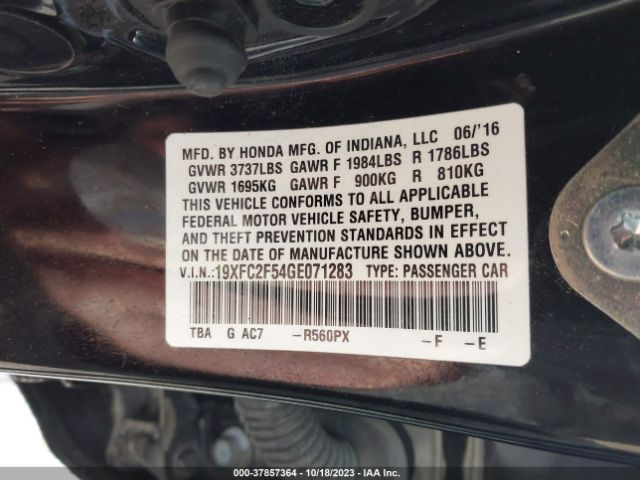 MFD. BY HONDA MFG. OF INDIANA, LLC 06/'16
GVWR 3737LBS GAWR F 1984LBS R 1786LBS
GVWR 1695KG GAWR F 900KG R 810KG
THIS VEHICLE CONFORMS TO ALL APPLICABLE
FEDERAL MOTOR VEHICLE SAFETY, BUMPER,
AND THEFT PREVENTION STANDARDS IN EFFECT
ON THE DATE OF MANUFACTURE SHOWN ABOVE.
V.I.N.:19XFC2F54GE071283 TYPE: PASSENGER CAR
TBA G AC7 -R560PX -F -E
000-37857364 | 10/18/2023 | IAA Inc.